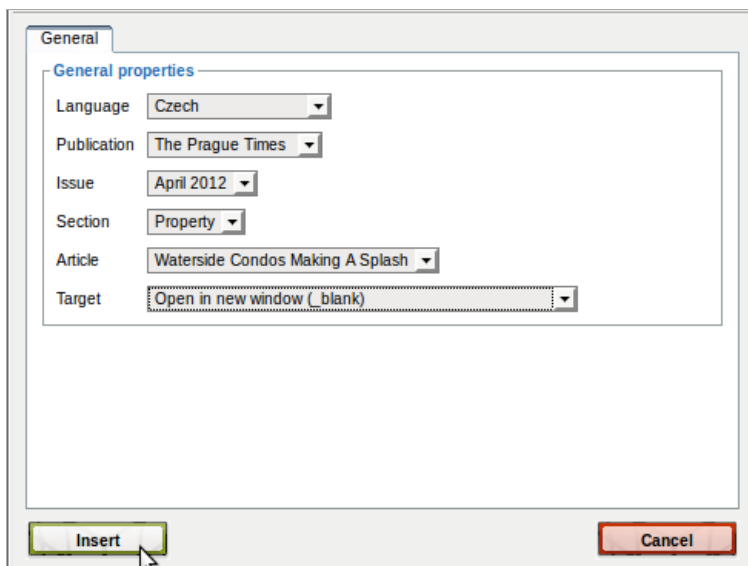 General
General properties
Language Czech
Publication The Prague Times
Issue April 2012
Section Property
Article Waterside Condos Making A Splash
Target Open in new window (_blank)
Insert Cancel